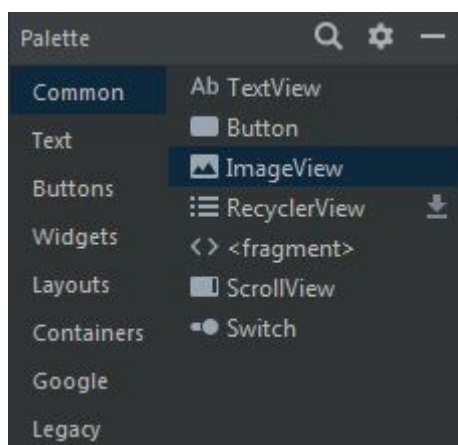 Palette
Common
Text
Buttons
Widgets
Layouts
Containers
Google
Legacy
Ab TextView
Button
ImageView
RecyclerView
<fragment>
ScrollView
Switch